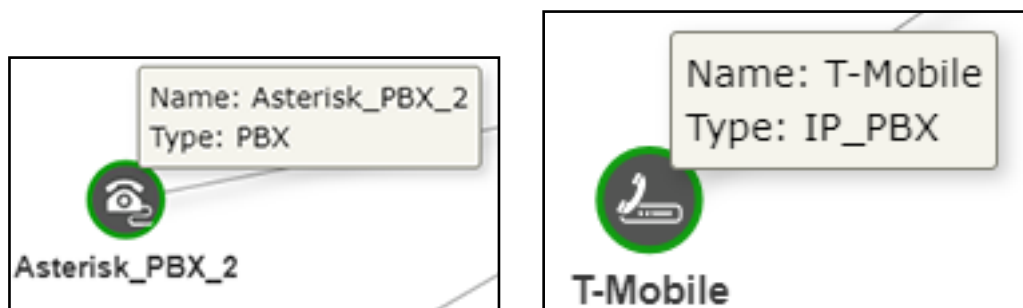 Name: Asterisk_PBX_2
Type: PBX
Asterisk_PBX_2
Name: T-Mobile
Type: IP_PBX
T-Mobile